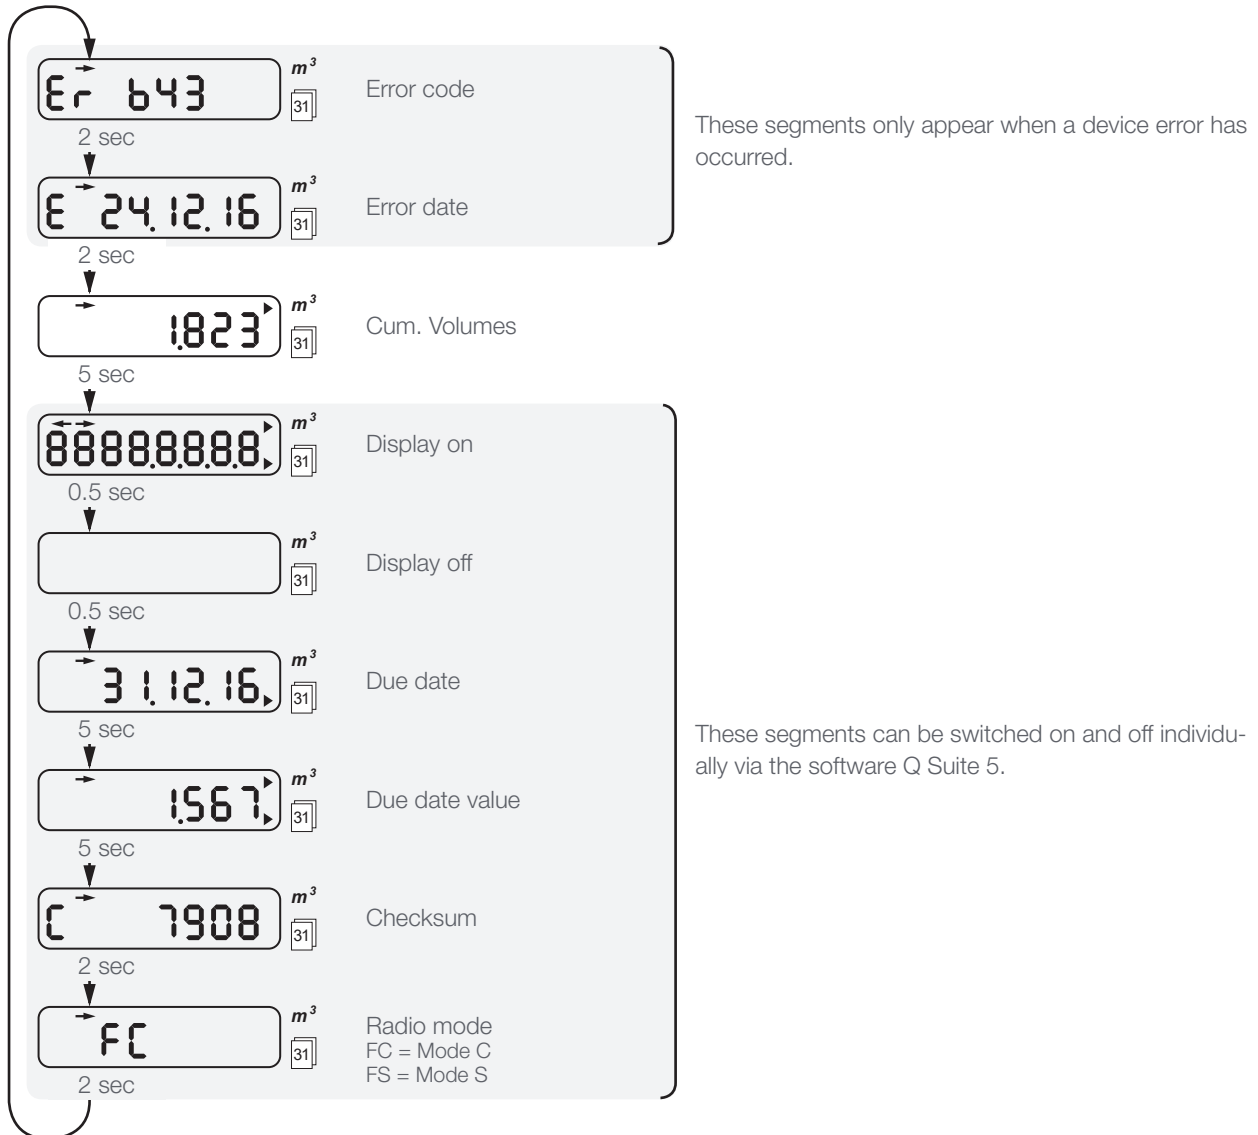 Er b43
m³
31
Error code
2 sec
These segments only appear when a device error has
occurred.
E 24.12.16
m³
31
Error date
2 sec
1.823
m³
31
Cum. Volumes
5 sec
8888.8.8.8.8.
m³
31
Display on
0.5 sec
m³
31
Display off
0.5 sec
31.12.16
m³
31
Due date
5 sec
These segments can be switched on and off individu-
ally via the software Q Suite 5.
1.567
m³
31
Due date value
5 sec
C 7908
m³
31
Checksum
2 sec
FC
m³
31
Radio mode
FC = Mode C
FS = Mode S
2 sec